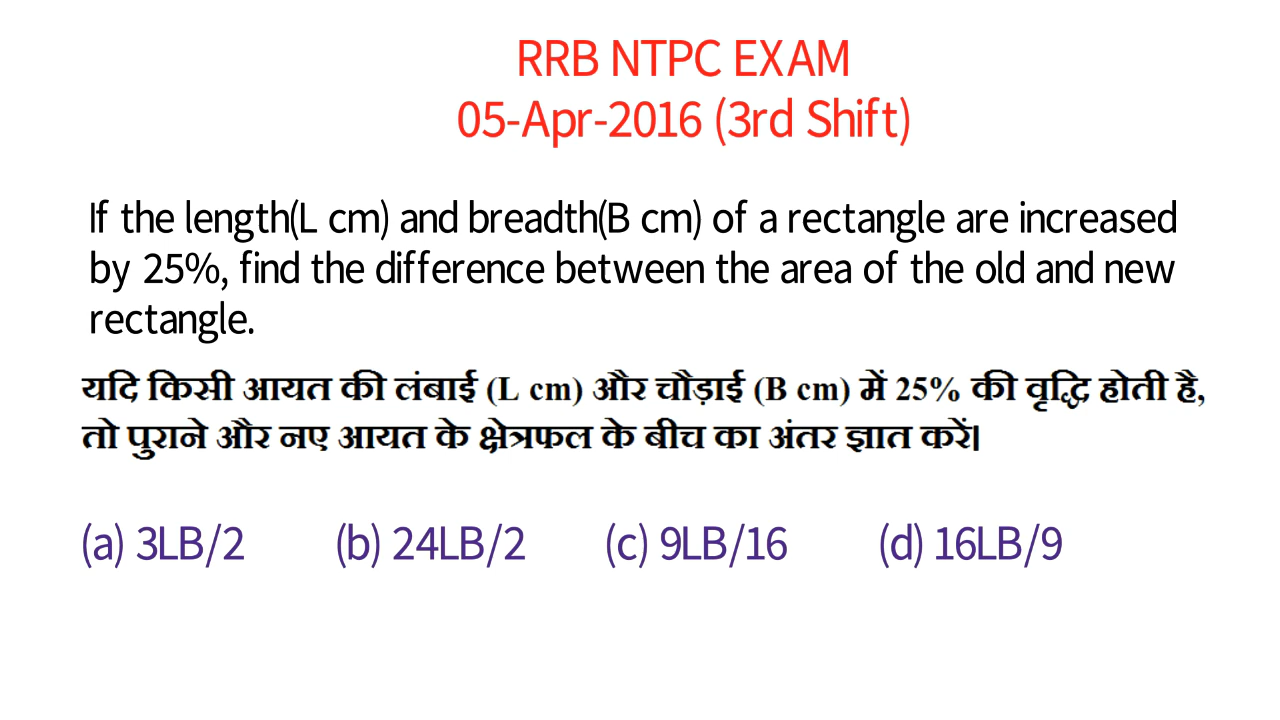 RRB NTPC EXAM
05-Apr-2016 (3rd Shift)
If the length(L cm) and breadth(B cm) of a rectangle are increased
by 25%, find the difference between the area of the old and new
rectangle.
यदि किसी आयत की लंबाई (L cm) और चौड़ाई (B cm) में 25% की वृद्धि होती है,
तो पुराने और नए आयत के क्षेत्रफल के बीच का अंतर ज्ञात करें।
(a) 3LB/2 (b) 24LB/2 (c) 9LB/16 (d) 16LB/9